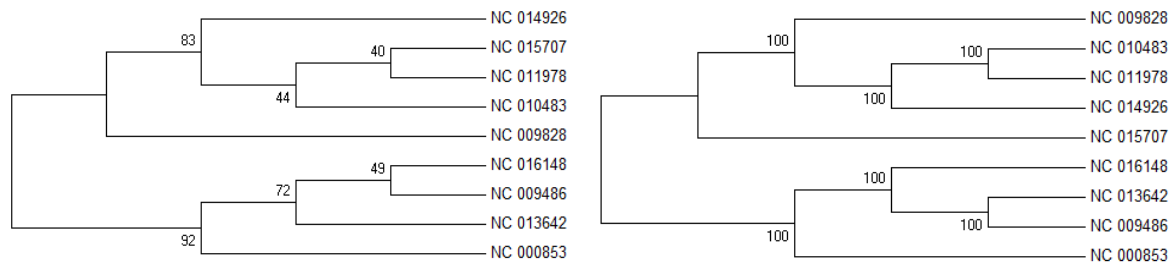 NC 014926
83
NC 015707
40
NC 011978
44
NC 010483
NC 009828
NC 016148
49
NC 009486
72
NC 013642
92
NC 000853
NC 009828
100
NC 010483
100
NC 011978
100
NC 014926
NC 015707
NC 016148
100
NC 013642
NC 009486
100
100
NC 000853